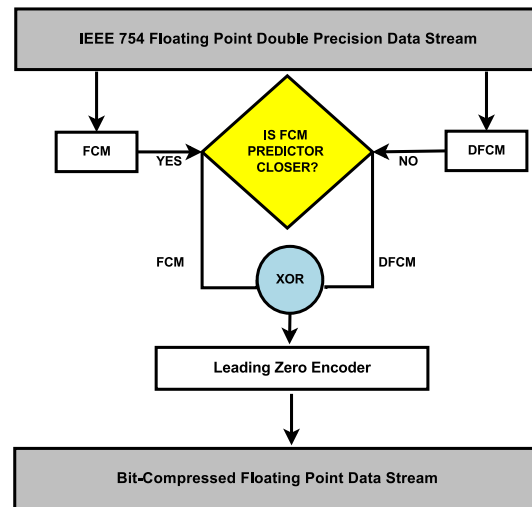 IEEE 754 Floating Point Double Precision Data Stream
IS FCM
PREDICTOR
CLOSER?
FCM
YES
NO
DFCM
FCM
XOR
DFCM
Leading Zero Encoder
Bit-Compressed Floating Point Data Stream